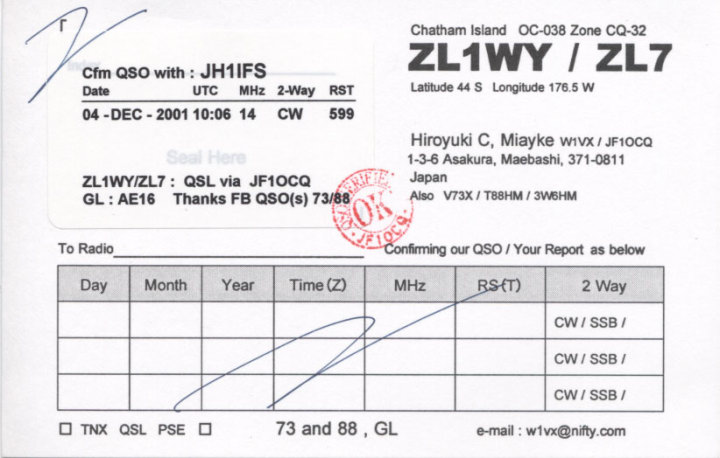 Chatham Island OC-038 Zone CQ-32
ZL1WY / ZL7
Latitude 44 S Longitude 176.5 W
Cfm QSO with : JH1IFS
Date UTC MHz 2-Way RST
04 -DEC - 2001 10:06 14 CW 599
Seal Here
ZL1WY/ZL7 : QSL via JF1OCQ
GL : AE16 Thanks FB QSO(s) 73/88
Hiroyuki C, Miayke W1VX / JF1OCQ
1-3-6 Asakura, Maebashi, 371-0811
Japan
Also V73X / T88HM / 3W6HM
OK
JF1OCQ
To Radio
Confirming our QSO / Your Report as below
Day Month Year Time (Z) MHz RS(T) 2 Way
CW / SSB /
CW / SSB /
CW / SSB /
☐ TNX QSL PSE ☐
73 and 88 , GL
e-mail : w1vx@nifty.com